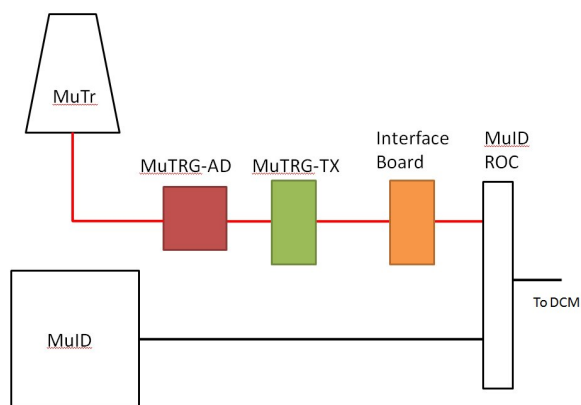 MuTr
MuTRG-AD
MuTRG-TX
Interface
Board
MuID
ROC
To DCM
MuID